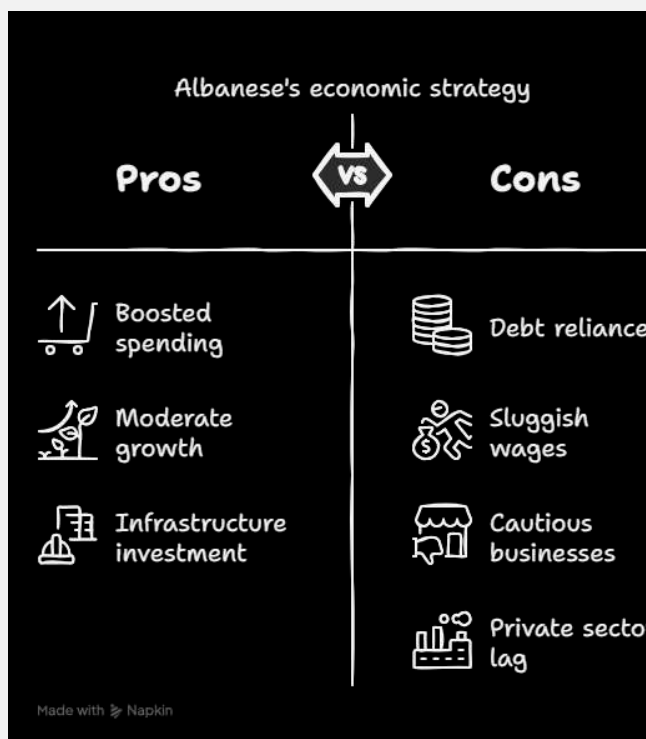 Albanese's economic strategy
Pros
VS
Cons
Boosted
spending
Debt reliance
Moderate
growth
Sluggish
wages
Infrastructure
investment
Cautious
businesses
Private secto
lag
Made with Napkin